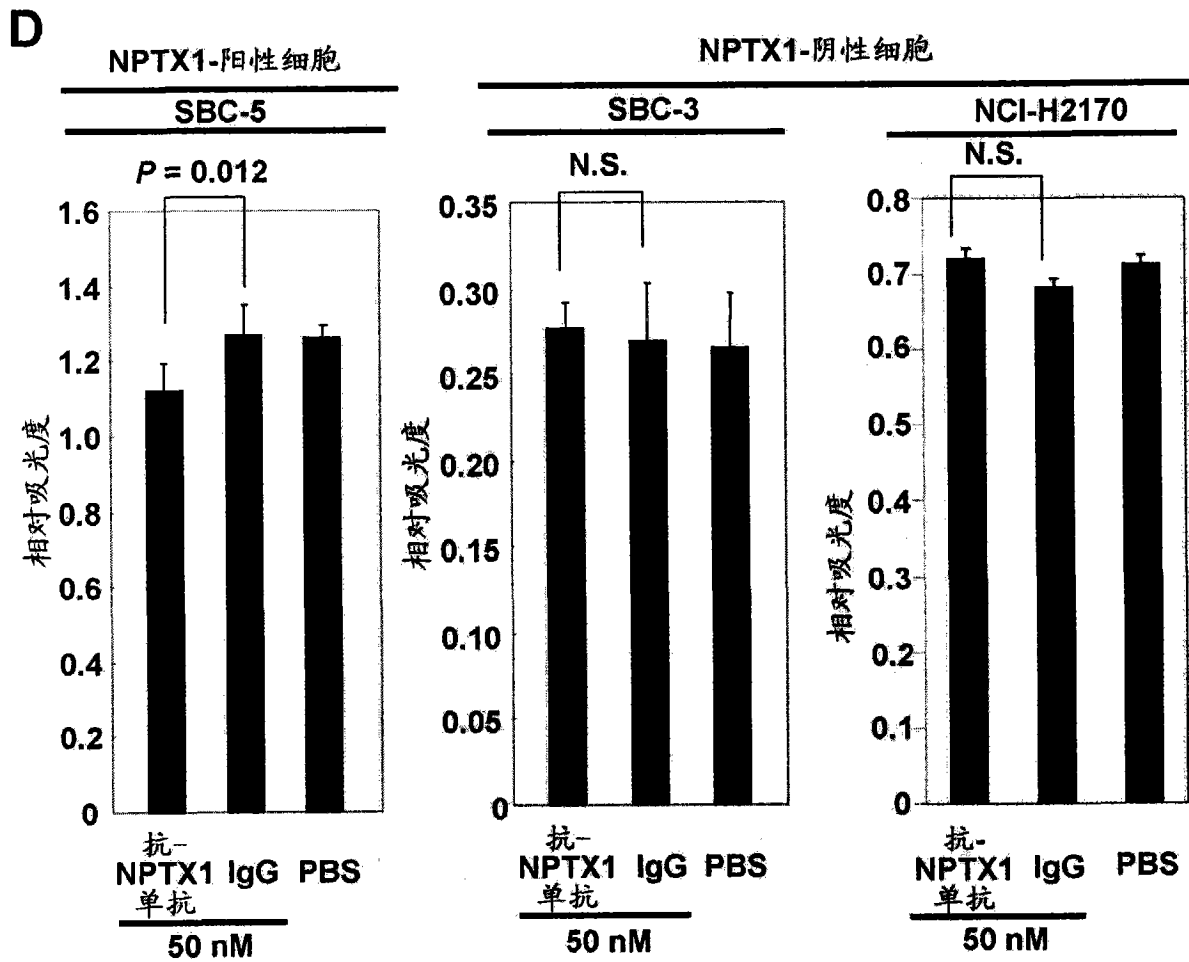 D
NPTX1-阳性细胞
NPTX1-阴性细胞
SBC-5
SBC-3
NCI-H2170
P = 0.012
N.S.
N.S.
相对吸光度
1.6
1.4
1.2
1.0
0.8
0.6
0.4
0.2
0
抗-
NPTX1
单抗
IgG
PBS
50 nM
相对吸光度
0.35
0.30
0.25
0.20
0.15
0.10
0.05
0
抗-
NPTX1
单抗
IgG
PBS
50 nM
相对吸光度
0.8
0.7
0.6
0.5
0.4
0.3
0.2
0.1
0
抗-
NPTX1
单抗
IgG
PBS
50 nM